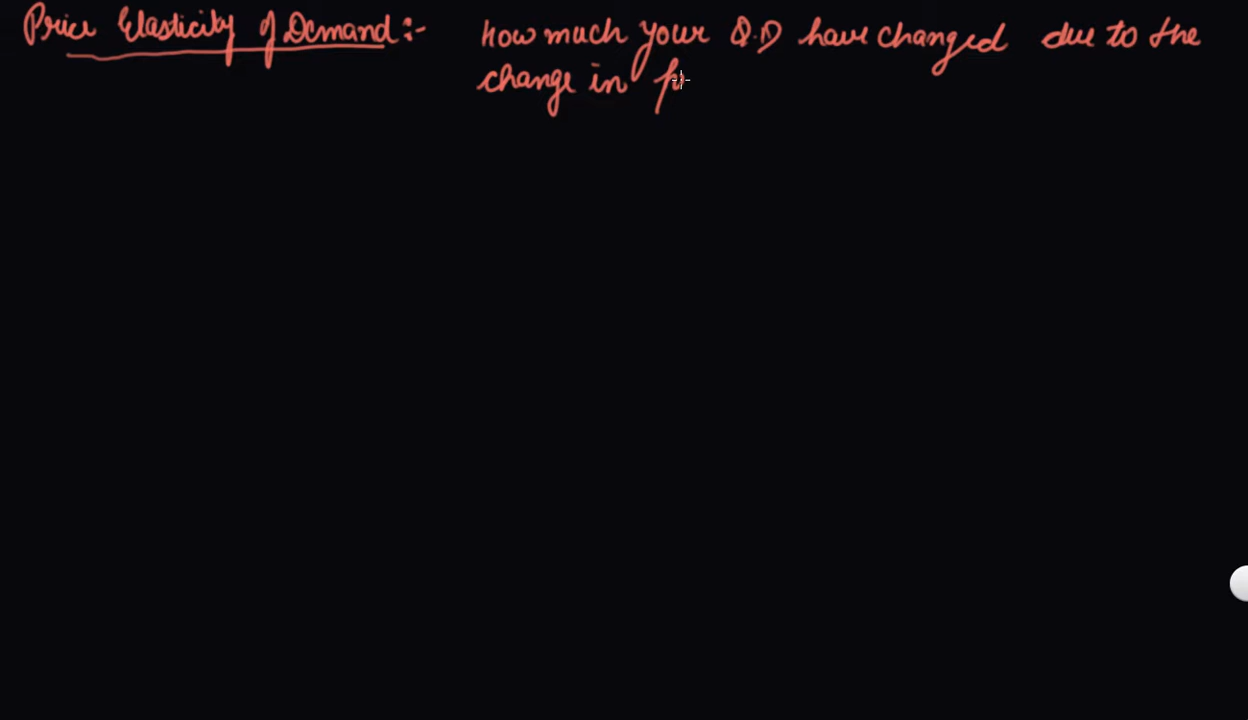 Price Elasticity of Demand :- How much your Q.D have changed due to the
change in